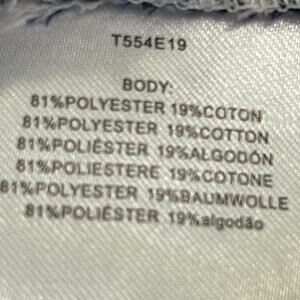 T554E19
BODY:
81%POLYESTER 19%COTON
81%POLYESTER 19%COTTON
81%POLYESTER 19%ALGODÓN
81%POLIESTERE 19%COTONE
81%POLYESTER 19%BAUMWOLLE
81%POLIÉSTER 19%algodão